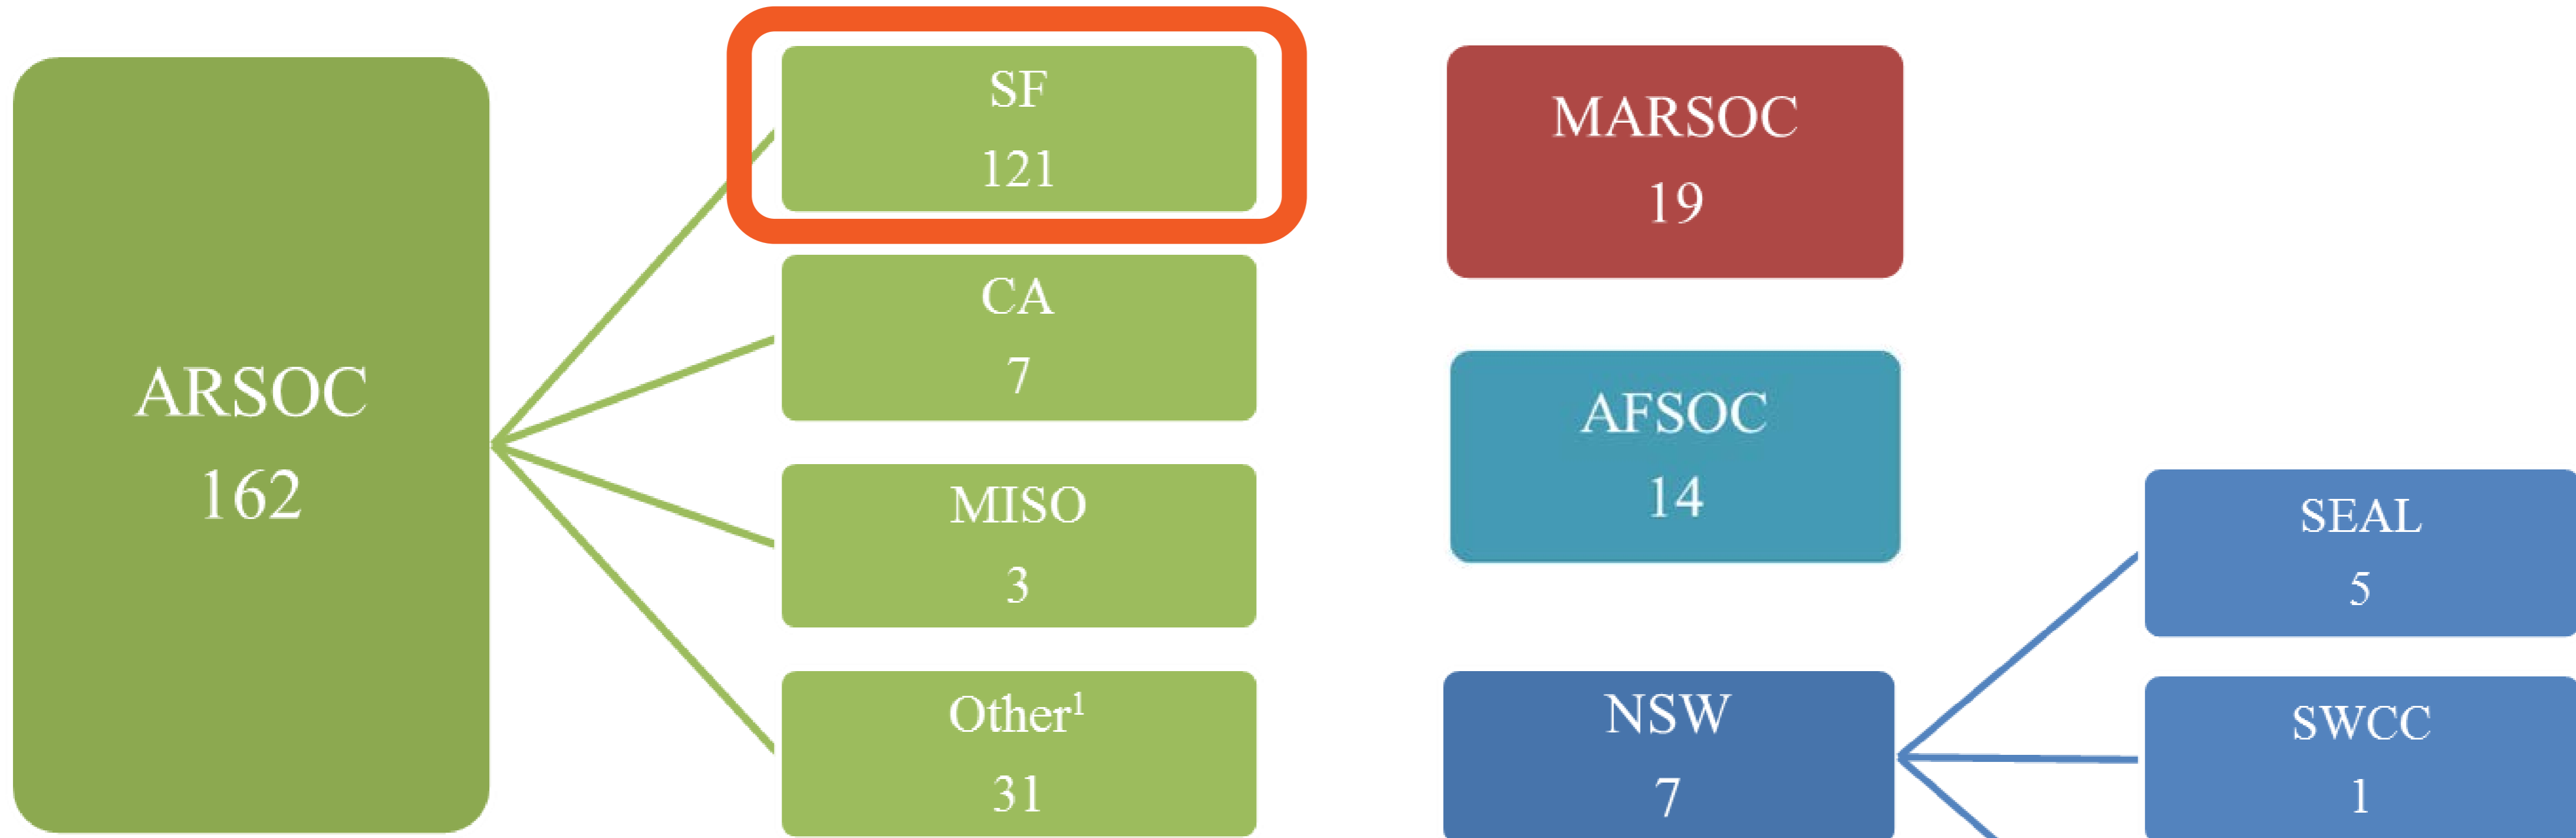 ARSOC
162
SF
121
CA
7
MISO
3
Other¹
31
MARSOC
19
AFSOC
14
NSW
7
SEAL
5
SWCC
1